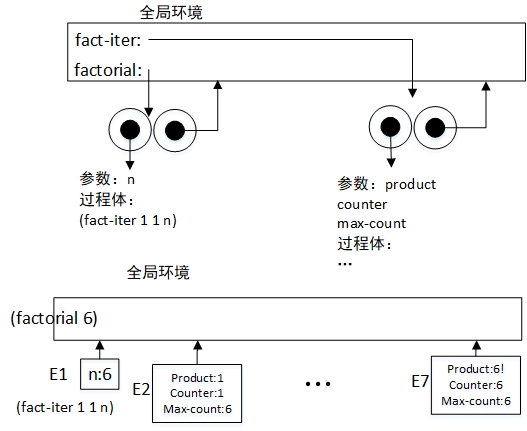 全局环境
fact-iter:
factorial:
参数：n
过程体：
(fact-iter 1 1 n)
参数：product
counter
max-count
过程体：
...
全局环境
(factorial 6)
E1
n:6
(fact-iter 1 1 n)
E2
Product:1
Counter:1
Max-count:6
...
E7
Product:6!
Counter:6
Max-count:6